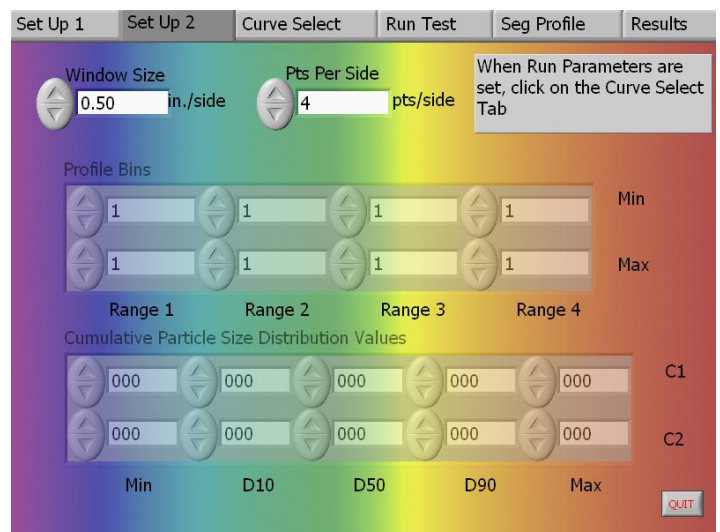 Set Up 1 Set Up 2 Curve Select Run Test Seg Profile Results
Window Size
0.50 in./side
Pts Per Side
4 pts/side
When Run Parameters are
set, click on the Curve Select
Tab
Profile Bins
1 1 1 1 Min
1 1 1 1 Max
Range 1 Range 2 Range 3 Range 4
Cumulative Particle Size Distribution Values
000 000 000 000 000 C1
000 000 000 000 000 C2
Min D10 D50 D90 Max
QUIT